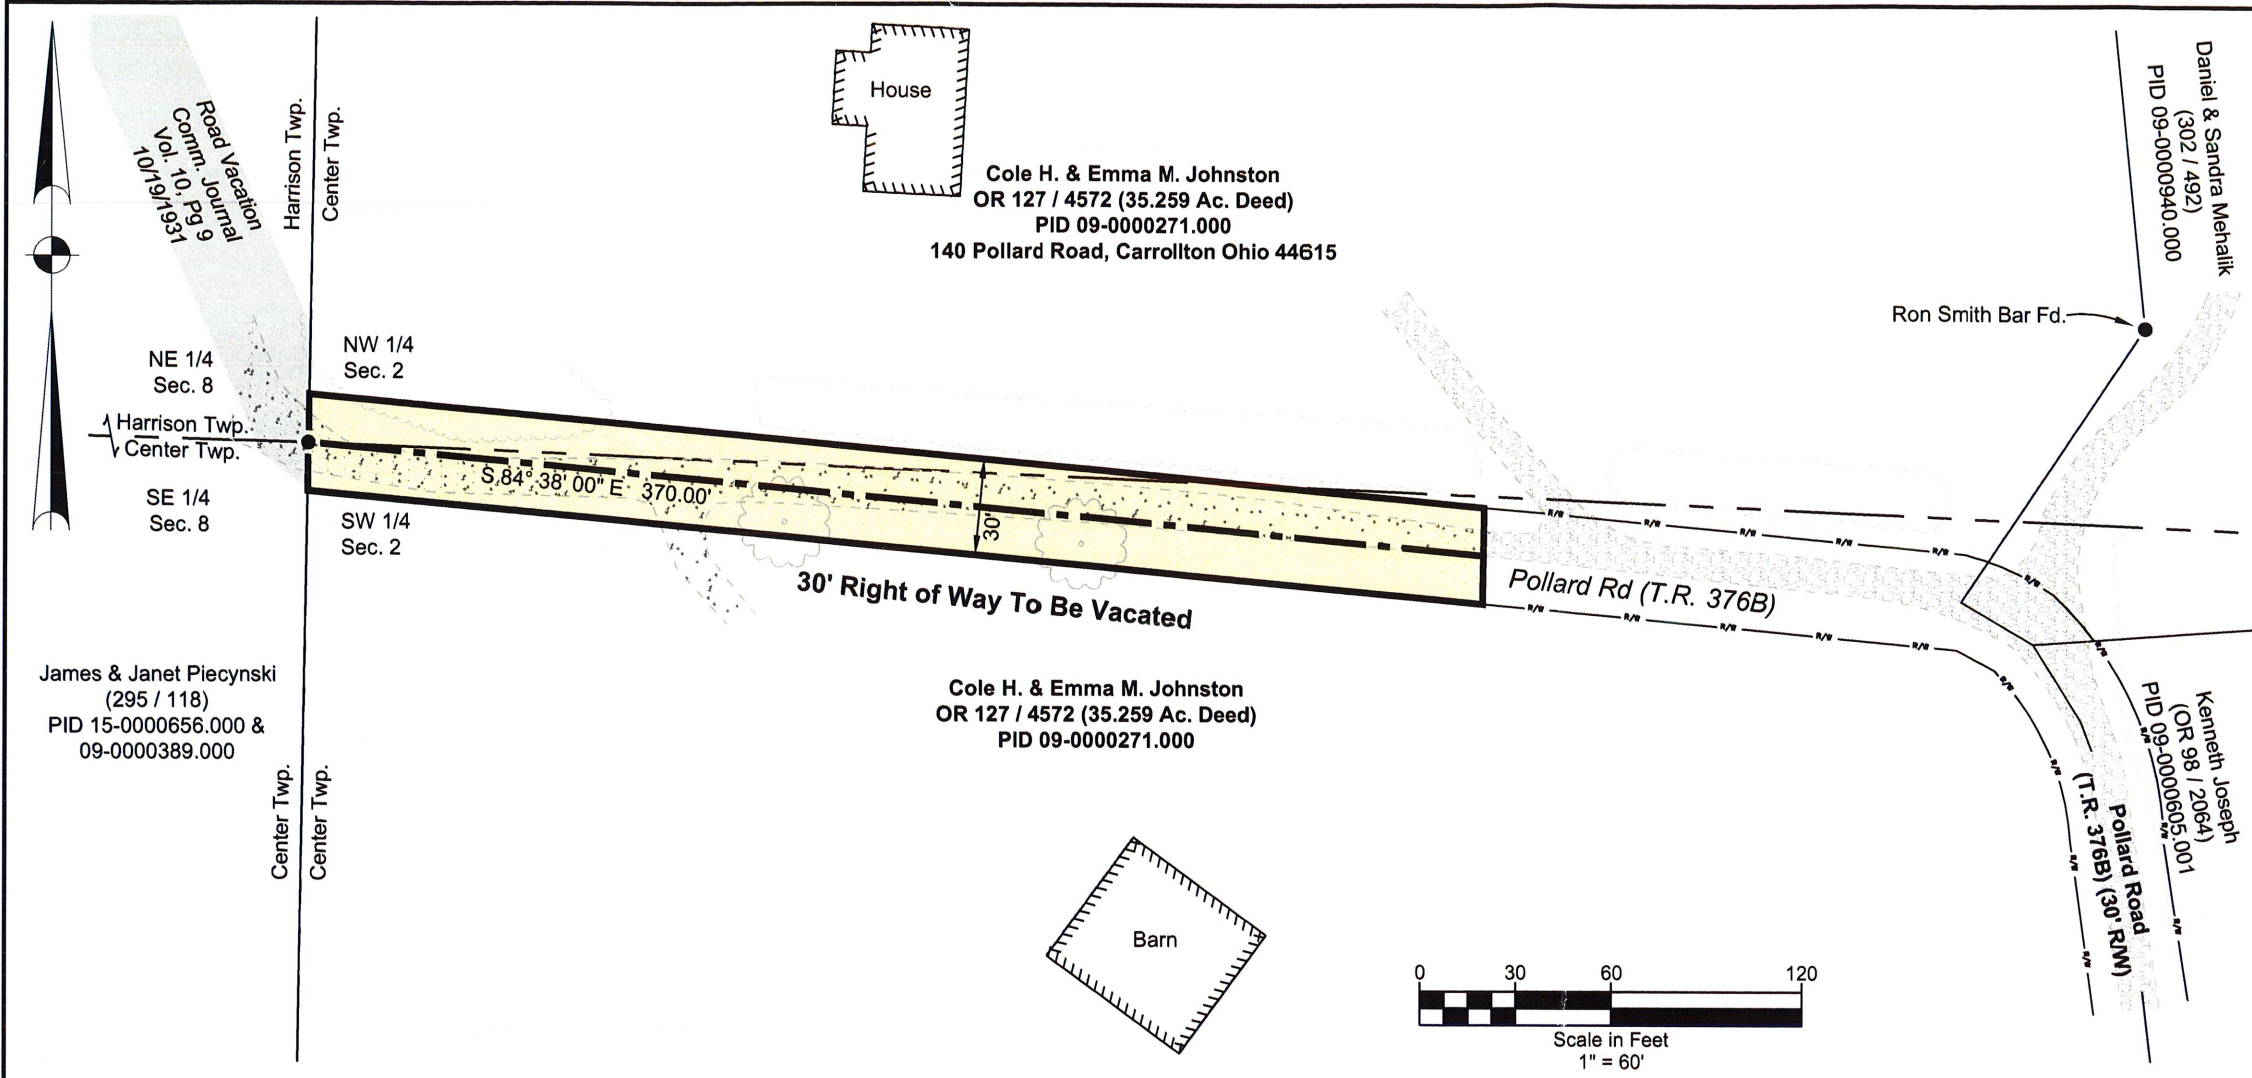 House
Cole H. & Emma M. Johnston
OR 127 / 4572 (35.259 Ac. Deed)
PID 09-0000271.000
140 Pollard Road, Carrollton Ohio 44615
Road Vacation
Comm. Journal
Vol. 10, Pg 9
10/19/1931
Harrison Twp.
Center Twp.
Daniel & Sandra Mehalik
(302 / 492)
PID 09-0000940.000
Ron Smith Bar Fd.
NE 1/4
Sec. 8
NW 1/4
Sec. 2
Harrison Twp.
Center Twp.
SE 1/4
Sec. 8
SW 1/4
Sec. 2
S 84° 38' 00" E 370.00'
30'
30' Right of Way To Be Vacated
R/W
R/W
R/W
R/W
R/W
R/W
Pollard Rd (T.R. 376B)
R/W
R/W
R/W
R/W
R/W
R/W
R/W
R/W
R/W
R/W
R/W
R/W
R/W
R/W
James & Janet Piecynski
(295 / 118)
PID 15-0000656.000 &
09-0000389.000
Cole H. & Emma M. Johnston
OR 127 / 4572 (35.259 Ac. Deed)
PID 09-0000271.000
Kenneth Joseph
(OR 98 / 2064)
PID 09-0000605.001
Center Twp.
Center Twp.
Pollard Road
(T.R. 376B) (30' R/W)
Barn
0 30 60 120
Scale in Feet
1" = 60'